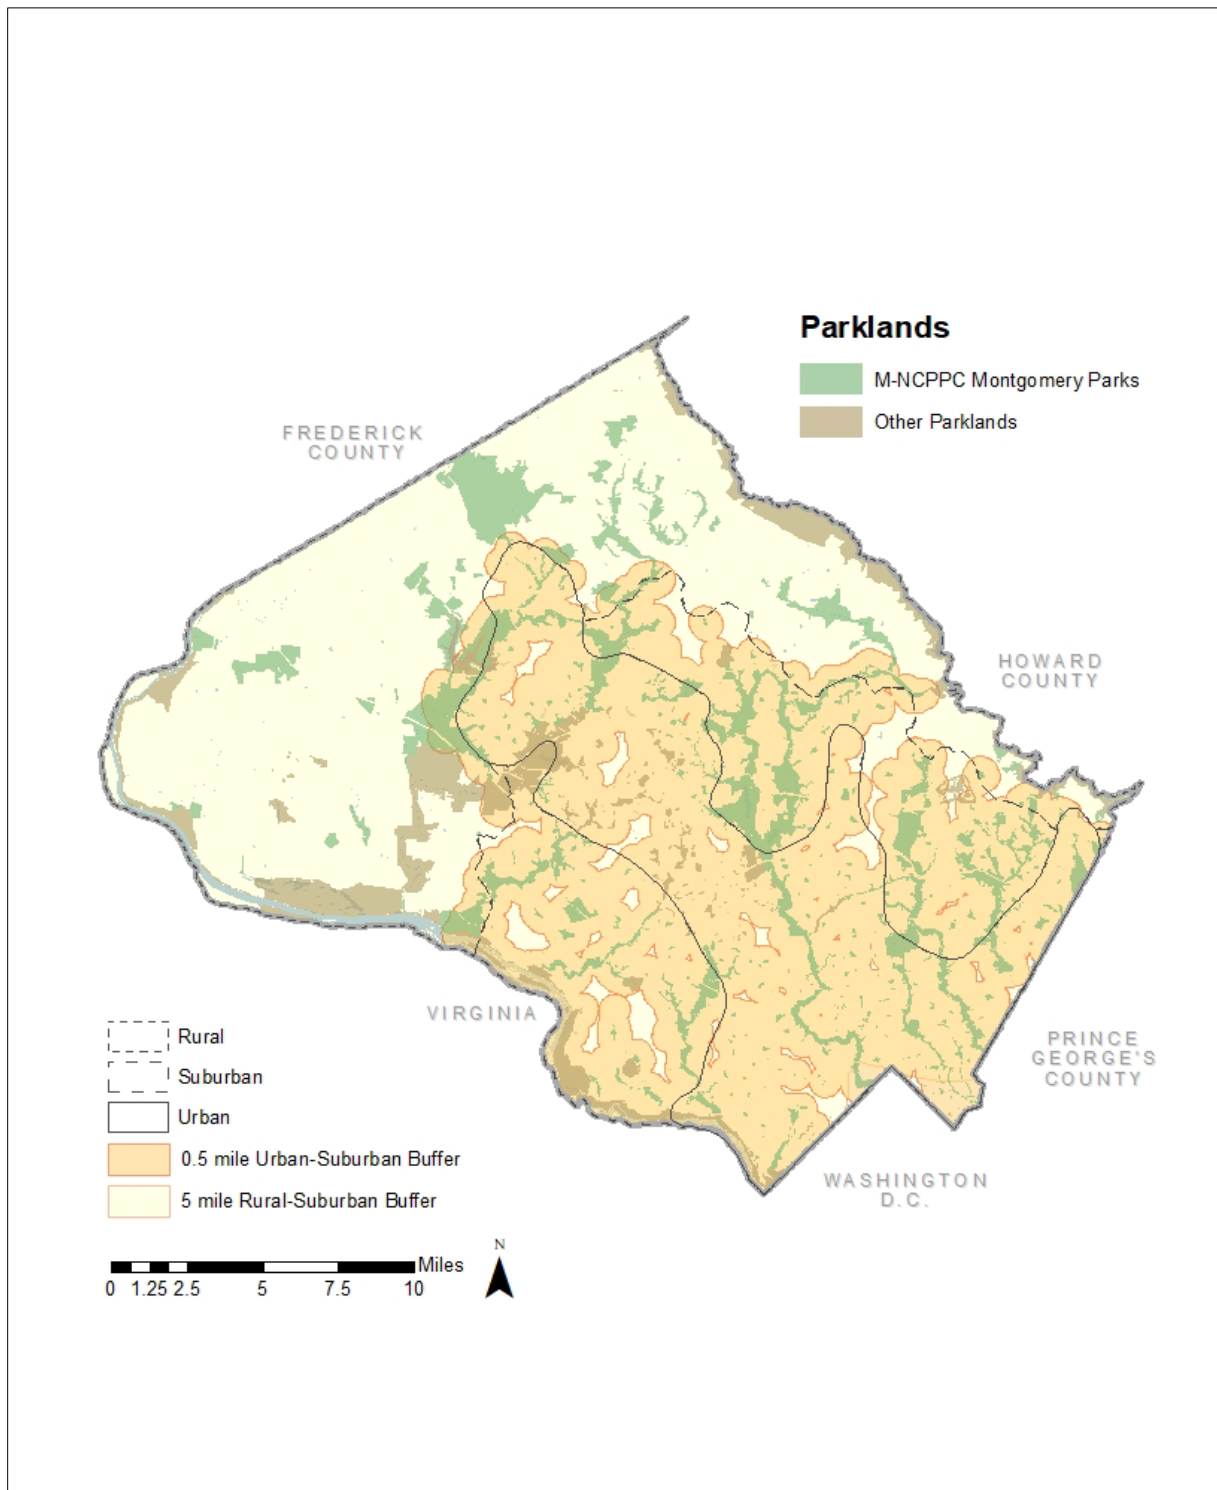 Parklands
M-NCPPC Montgomery Parks
Other Parklands
FREDERICK
COUNTY
HOWARD
COUNTY
VIRGINIA
PRINCE
GEORGE'S
COUNTY
WASHINGTON
D.C.
Rural
Suburban
Urban
0.5 mile Urban-Suburban Buffer
5 mile Rural-Suburban Buffer
Miles
0 1.25 2.5 5 7.5 10
N